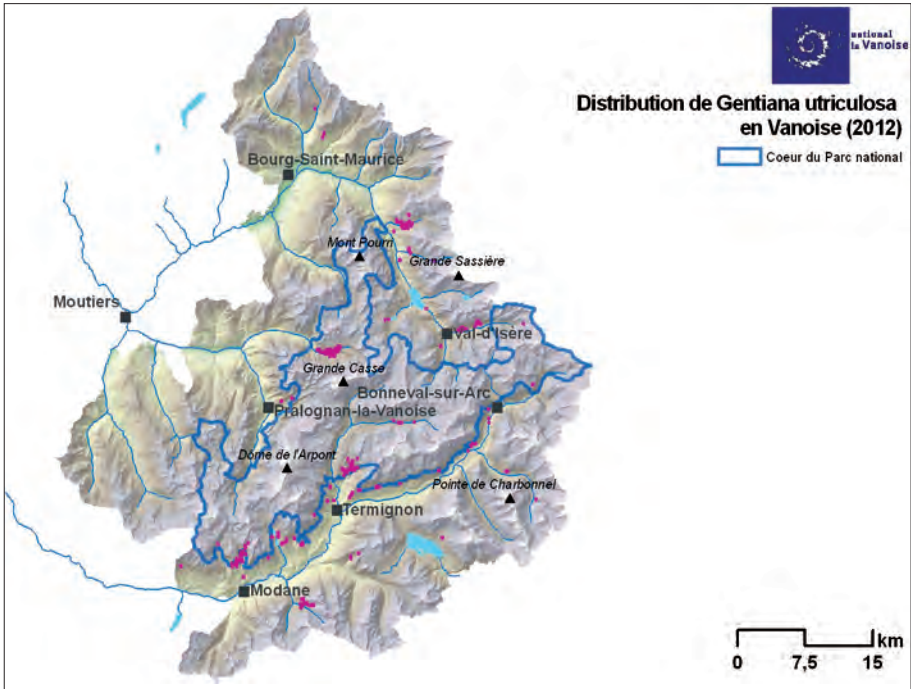 national
la Vanoise
Distribution de Gentiana utriculosa
en Vanoise (2012)
Coeur du Parc national
Bourg-Saint-Maurice
Mont Pourri
Grande Sassière
Moutiers
Val-d'Isère
Grande Casse
Bonneval-sur-Arc
Pralognan-la-Vanoise
Dôme de l'Arpont
Pointe de Charbonnel
Termignon
Modane
km
0 7,5 15